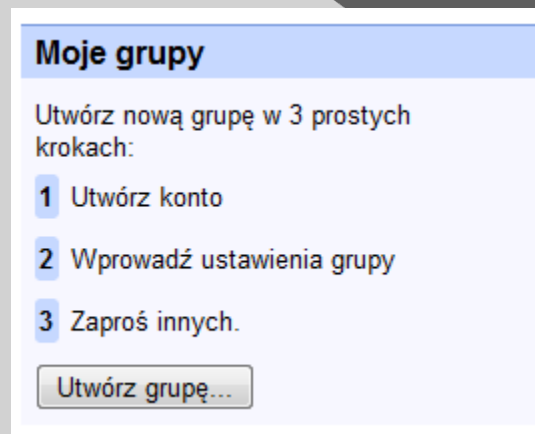 Moje grupy
Utwórz nową grupę w 3 prostych
krokach:
1 Utwórz konto
2 Wprowadź ustawienia grupy
3 Zaproś innych.
Utwórz grupę...